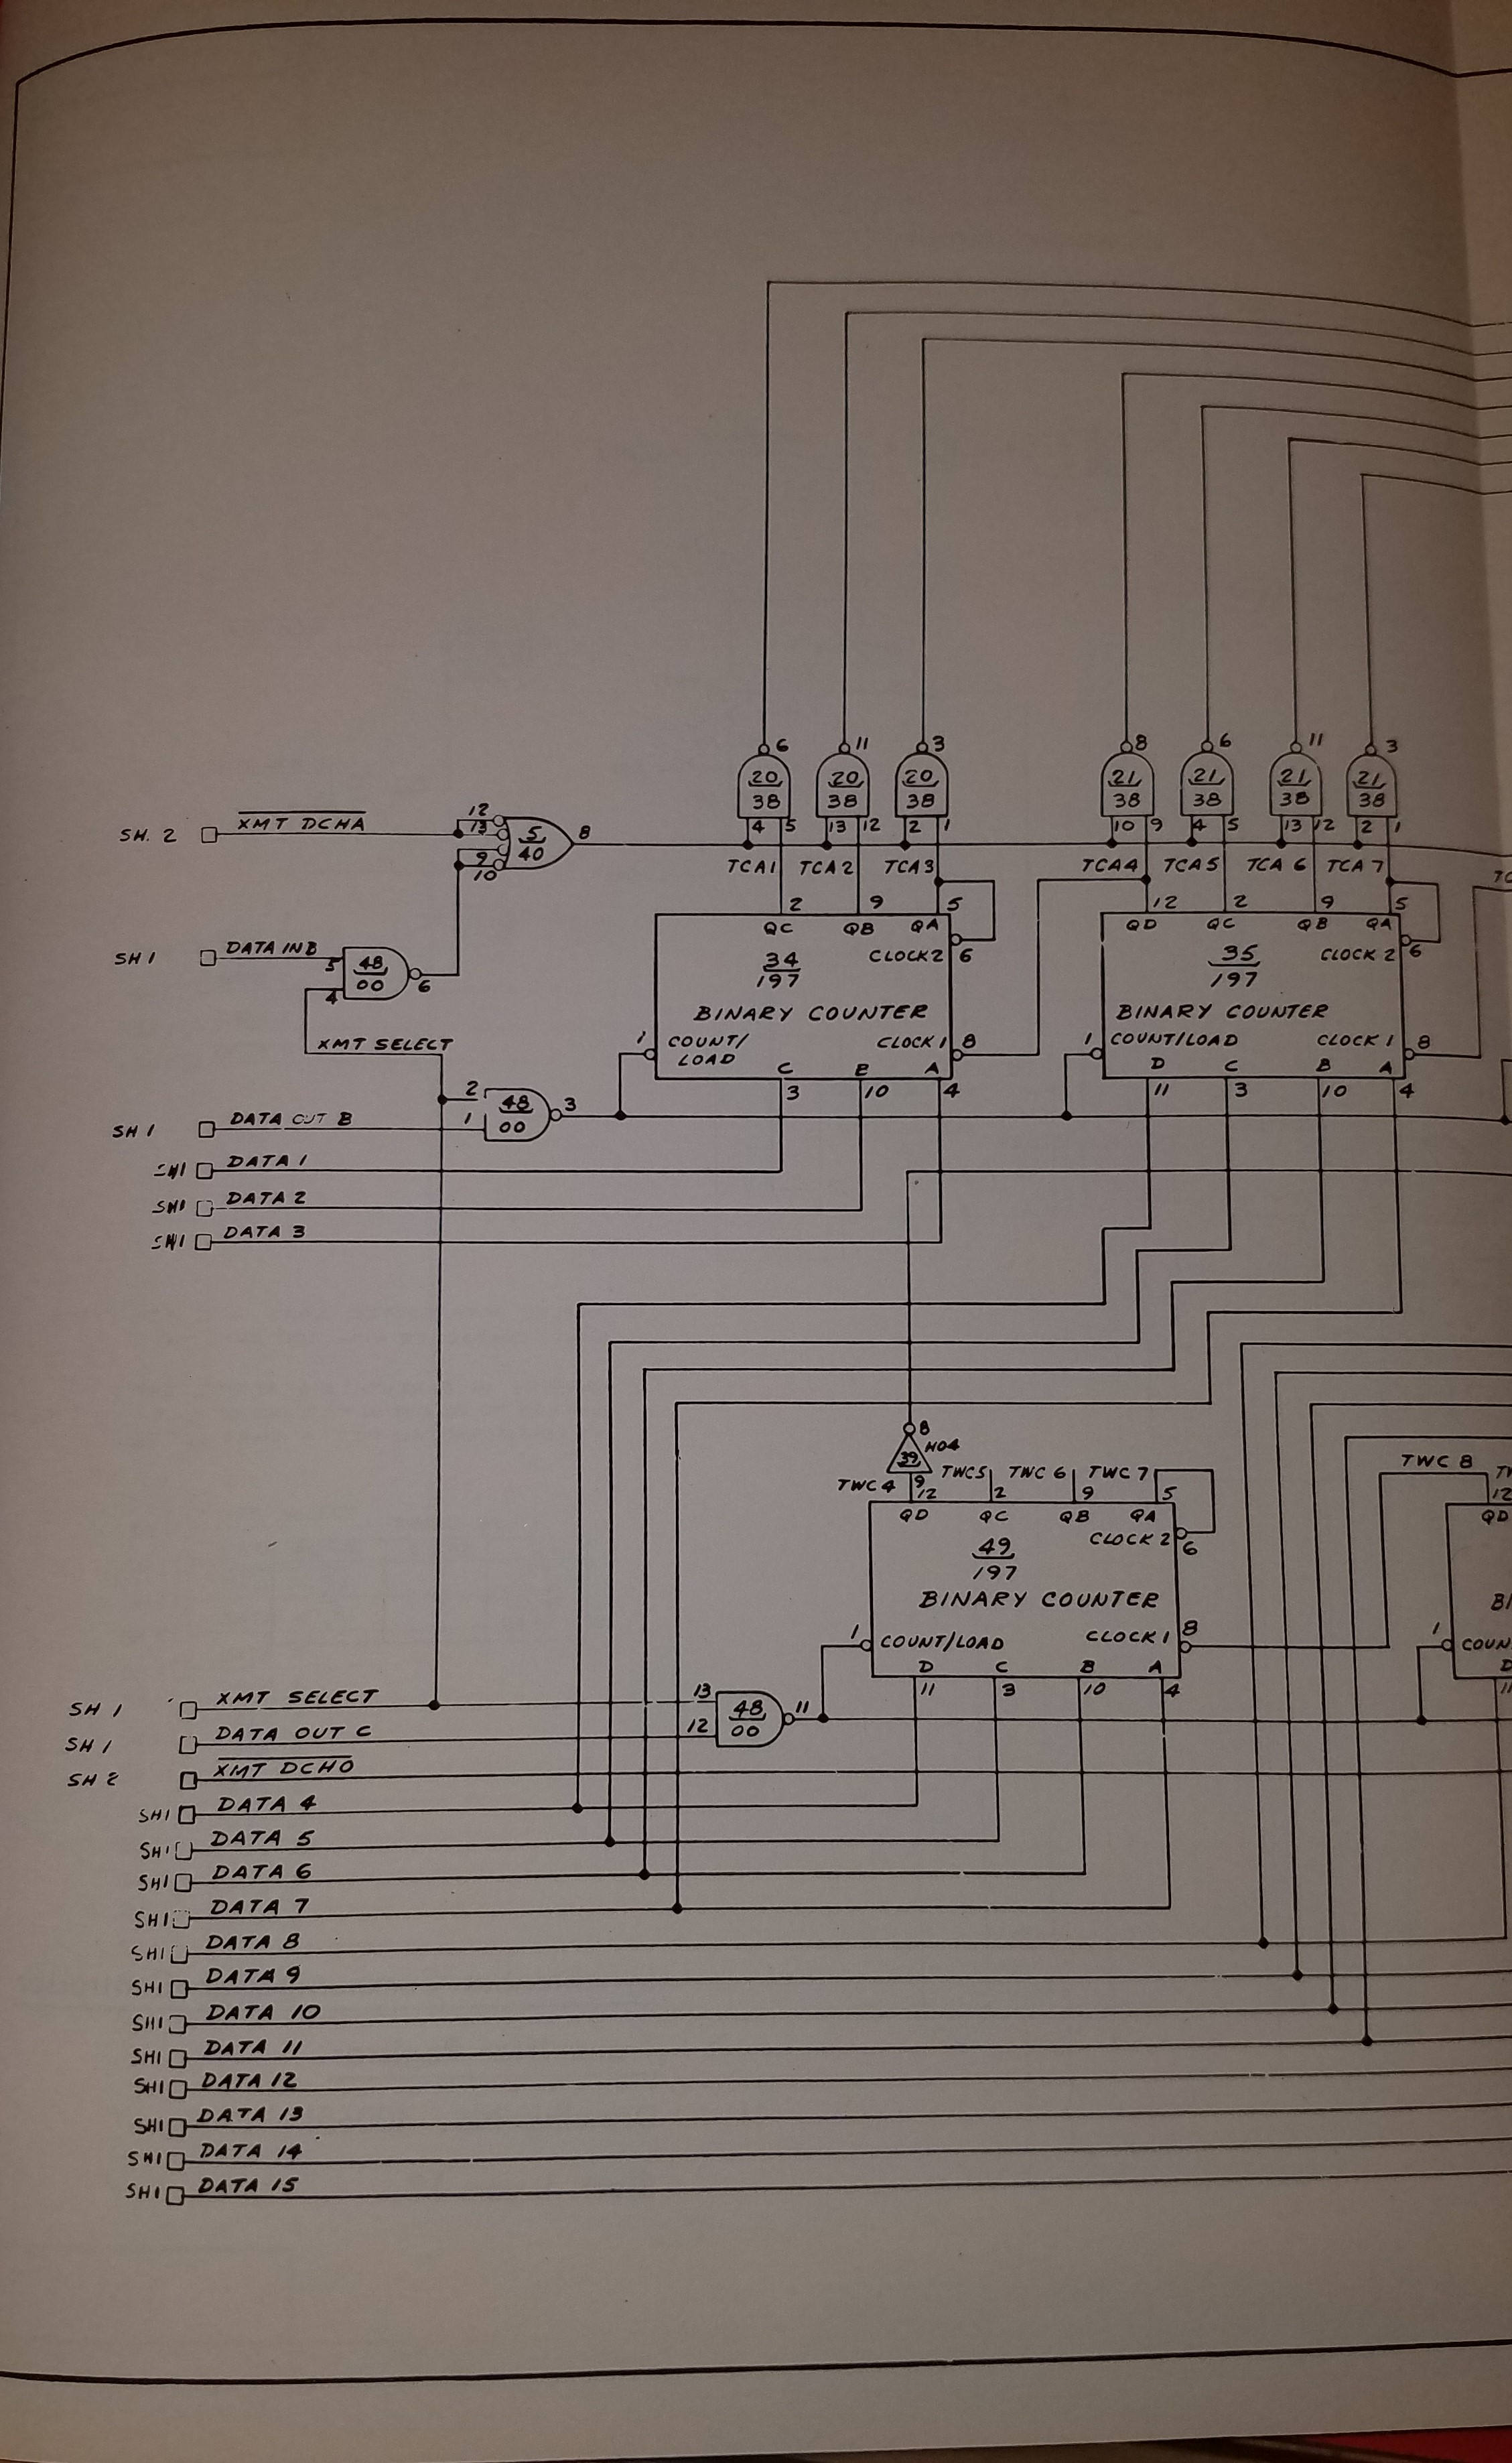 6 11 3 8 6 11 3
20 20 20 21 21 21 21
38 38 38 38 38 38 38
4 5 13 12 2 1 10 9 4 5 13 12 2 1
SH. 2 XMT DCHA 12 13 9 10 5 40 8
TCA1 TCA2 TCA3 TCA4 TCA5 TCA 6 TCA 7
2 9 5 12 2 9 5
QC QB QA QD QC QB QA
CLOCK 2 6 CLOCK 2 6
SH 1 DATA IN B 5 4 48 00 6
34 197 35 197
BINARY COUNTER BINARY COUNTER
XMT SELECT
1 COUNT/ LOAD CLOCK 1 8 1 COUNT/LOAD CLOCK 1 8
C B A D C B A
3 10 4 11 3 10 4
2 1 48 00 3
SH 1 DATA OUT B
SH1 DATA 1
SH1 DATA 2
SH1 DATA 3
8
39 H04
TWC 4 TWC5 TWC 6 TWC 7 TWC 8
9
12 2 9 5 12
QD QC QB QA QD
CLOCK 2 6
49
197
BINARY COUNTER
1 COUNT/LOAD CLOCK 1 8 1
D C B A
11 3 10 4 11
SH 1 XMT SELECT 13 48 11
SH 1 DATA OUT C 12 00
SH 2 XMT DCHO
SH1 DATA 4
SH1 DATA 5
SH1 DATA 6
SH1 DATA 7
SH1 DATA 8
SH1 DATA 9
SH1 DATA 10
SH1 DATA 11
SH1 DATA 12
SH1 DATA 13
SH1 DATA 14
SH1 DATA 15